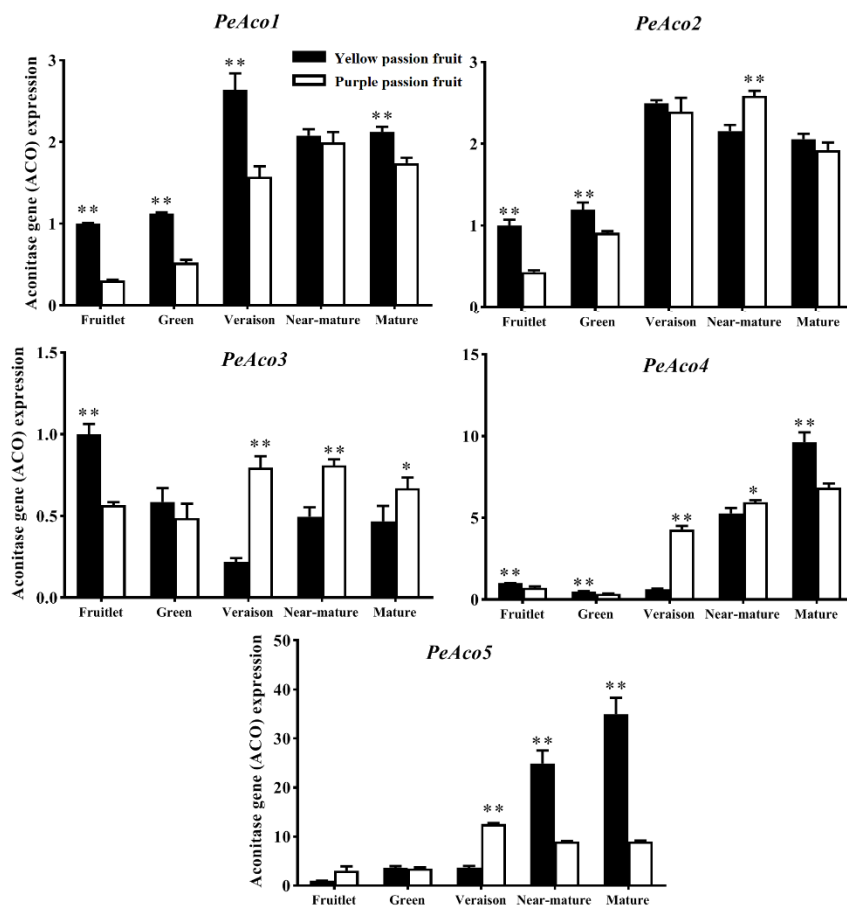 PeAco1
PeAco2
Aconitase gene (ACO) expression
3
2
1
0
**
**
**
**
Yellow passion fruit
Purple passion fruit
Fruitlet Green Veraison Near-mature Mature
3
2
1
**
**
**
Fruitlet Green Veraison Near-mature Mature
PeAco3
Aconitase gene (ACO) expression
1.5
1.0
0.5
0.0
**
**
**
*
Fruitlet Green Veraison Near-mature Mature
PeAco4
15
10
5
0
**
**
**
*
**
Fruitlet Green Veraison Near-mature Mature
PeAco5
Aconitase gene (ACO) expression
50
40
30
20
10
0
**
**
**
Fruitlet Green Veraison Near-mature Mature